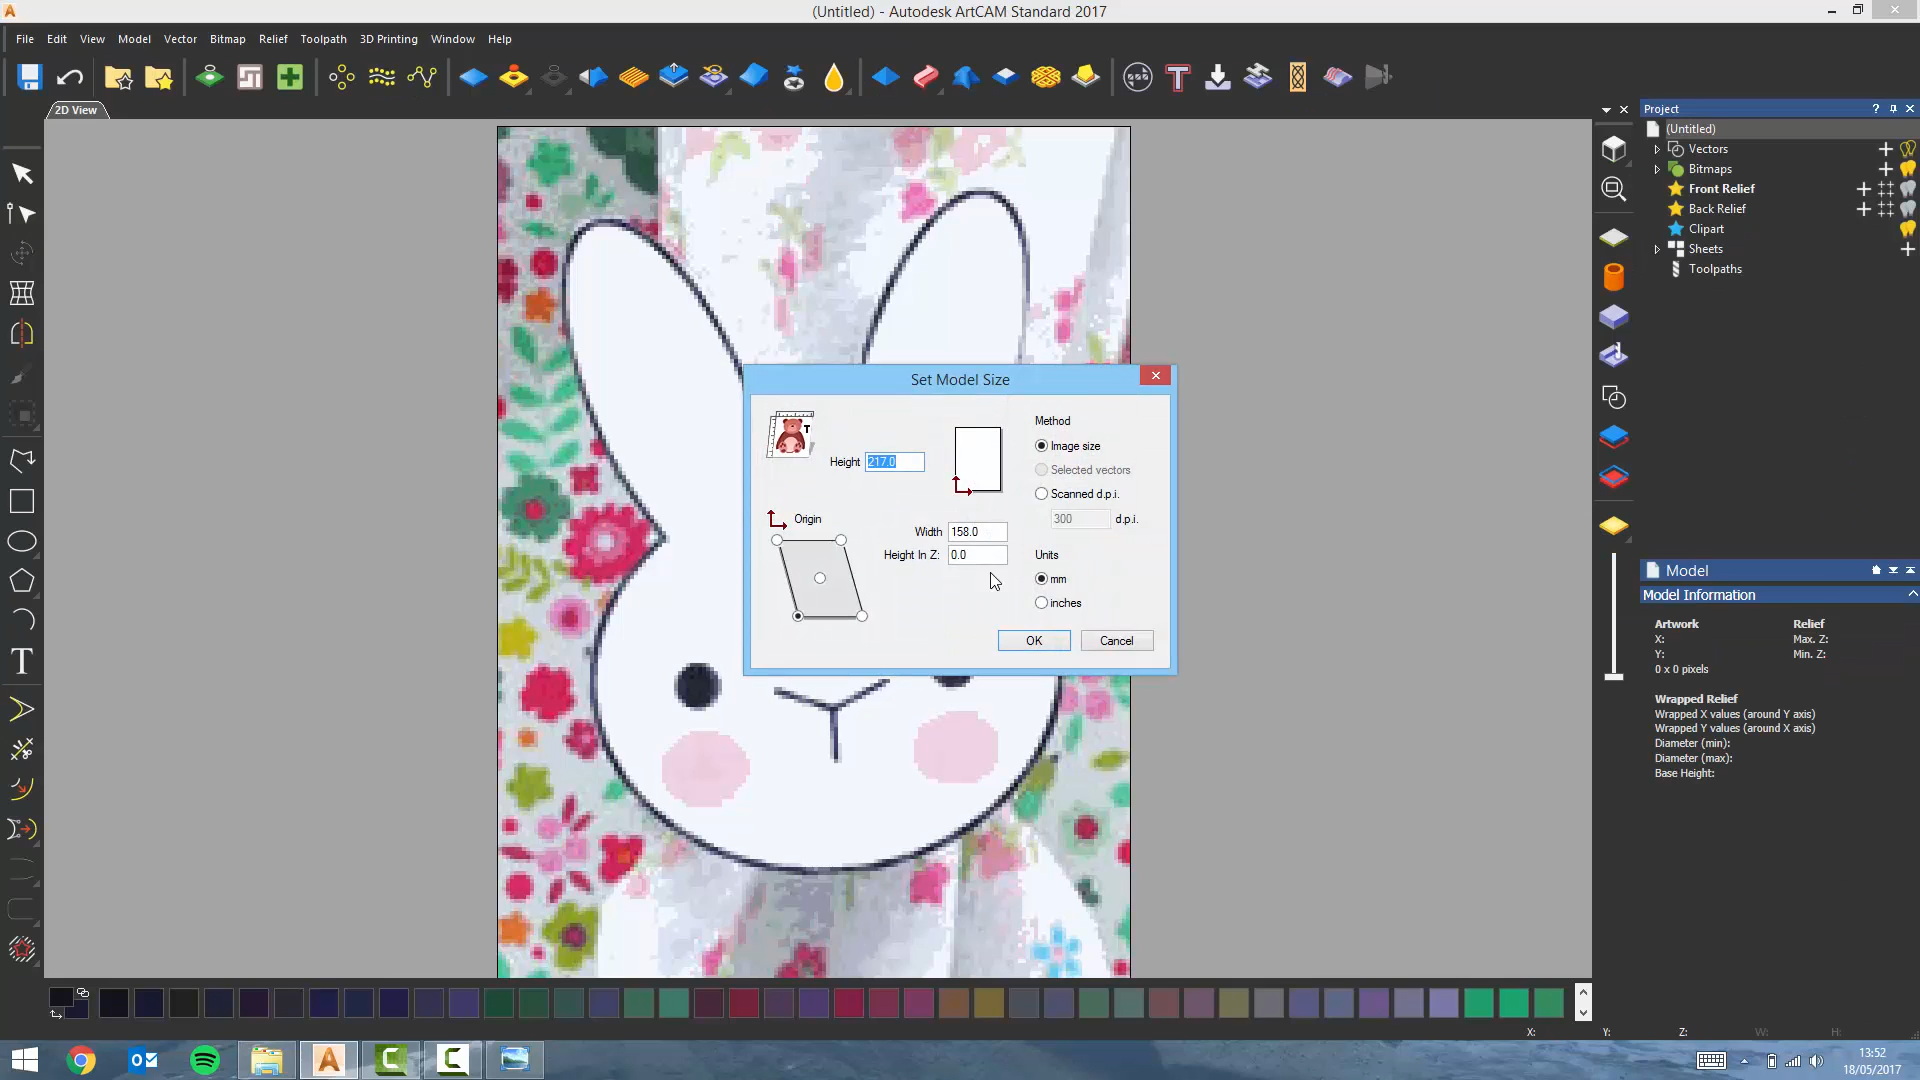 (Untitled) - Autodesk ArtCAM Standard 2017
File Edit View Model Vector Bitmap Relief Toolpath 3D Printing Window Help
2D View
Project
(Untitled)
Vectors
Bitmaps
Front Relief
Back Relief
Clipart
Sheets
Toolpaths
Set Model Size
Height 217.0
Origin
Width 158.0
Height In Z: 0.0
Method
Image size
Selected vectors
Scanned d.p.i.
300 d.p.i.
Units
mm
inches
OK Cancel
Model
Model Information
Artwork Relief
X: Max. Z:
Y: Min. Z:
0 x 0 pixels
Wrapped Relief
Wrapped X values (around Y axis)
Wrapped Y values (around X axis)
Diameter (min):
Diameter (max):
Base Height:
X: Y: Z: W: H:
13:52
18/05/2017